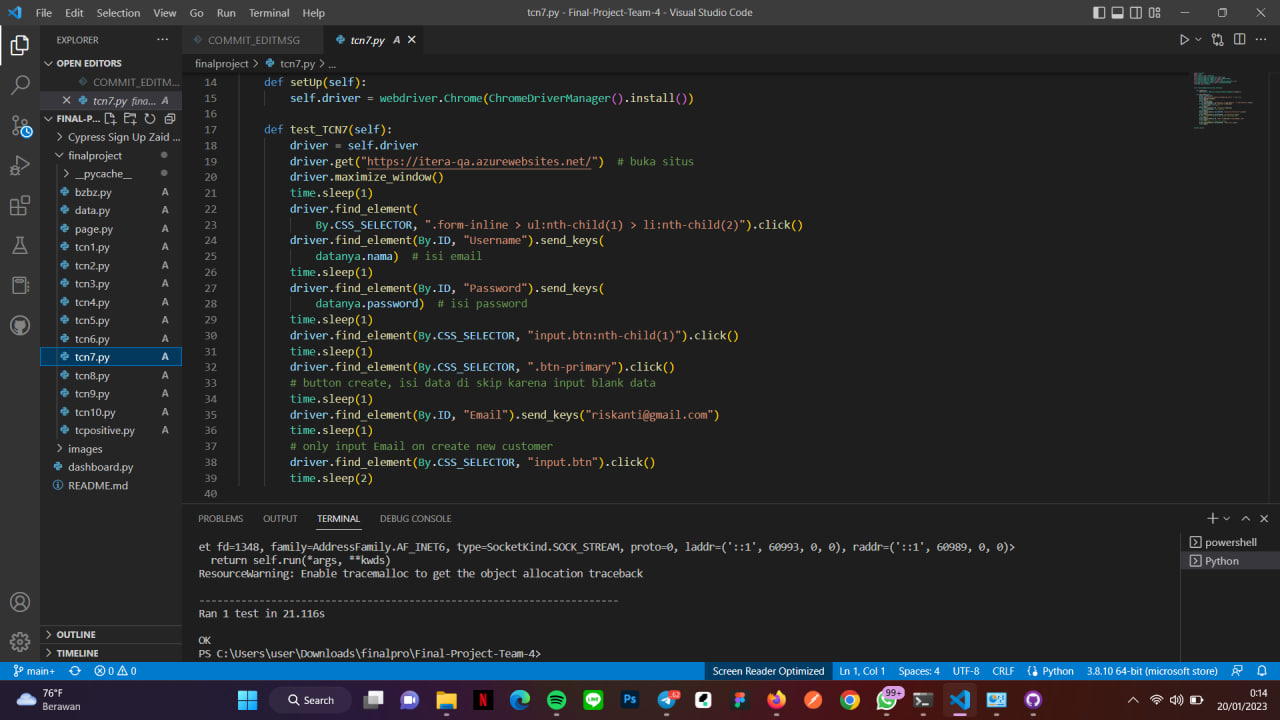 File Edit Selection View Go Run Terminal Help
tcn7.py - Final-Project-Team-4 - Visual Studio Code
EXPLORER
OPEN EDITORS
COMMIT_EDITM...
tcn7.py fina... A
FINAL-P...
Cypress Sign Up Zaid ...
finalproject
__pycache__
bzbz.py A
data.py A
page.py A
tcn1.py A
tcn2.py A
tcn3.py A
tcn4.py A
tcn5.py A
tcn6.py A
tcn7.py A
tcn8.py A
tcn9.py A
tcn10.py A
tcpositive.py A
images
dashboard.py
README.md
OUTLINE
TIMELINE
COMMIT_EDITMSG
tcn7.py A
finalproject > tcn7.py > ...
14 def setUp(self):
15 self.driver = webdriver.Chrome(ChromeDriverManager().install())
16
17 def test_TCN7(self):
18 driver = self.driver
19 driver.get("https://itera-qa.azurewebsites.net/") # buka situs
20 driver.maximize_window()
21 time.sleep(1)
22 driver.find_element(
23 By.CSS_SELECTOR, ".form-inline > ul:nth-child(1) > li:nth-child(2)").click()
24 driver.find_element(By.ID, "Username").send_keys(
25 datanya.nama) # isi email
26 time.sleep(1)
27 driver.find_element(By.ID, "Password").send_keys(
28 datanya.password) # isi password
29 time.sleep(1)
30 driver.find_element(By.CSS_SELECTOR, "input.btn:nth-child(1)").click()
31 time.sleep(1)
32 driver.find_element(By.CSS_SELECTOR, ".btn-primary").click()
33 # button create, isi data di skip karena input blank data
34 time.sleep(1)
35 driver.find_element(By.ID, "Email").send_keys("riskanti@gmail.com")
36 time.sleep(1)
37 # only input Email on create new customer
38 driver.find_element(By.CSS_SELECTOR, "input.btn").click()
39 time.sleep(2)
40
PROBLEMS OUTPUT TERMINAL DEBUG CONSOLE
et fd=1348, family=AddressFamily.AF_INET6, type=SocketKind.SOCK_STREAM, proto=0, laddr=('::1', 60993, 0, 0), raddr=('::1', 60989, 0, 0)>
return self.run(*args, **kwds)
ResourceWarning: Enable tracemalloc to get the object allocation traceback
----------------------------------------------------------------------
Ran 1 test in 21.116s
OK
PS C:\Users\user\Downloads\finalpro\Final-Project-Team-4>
powershell
Python
main+
0 0
Screen Reader Optimized
Ln 1, Col 1
Spaces: 4
UTF-8
CRLF
Python
3.8.10 64-bit (microsoft store)
76°F
Berawan
Search
Ps
62
99+
0:14
20/01/2023